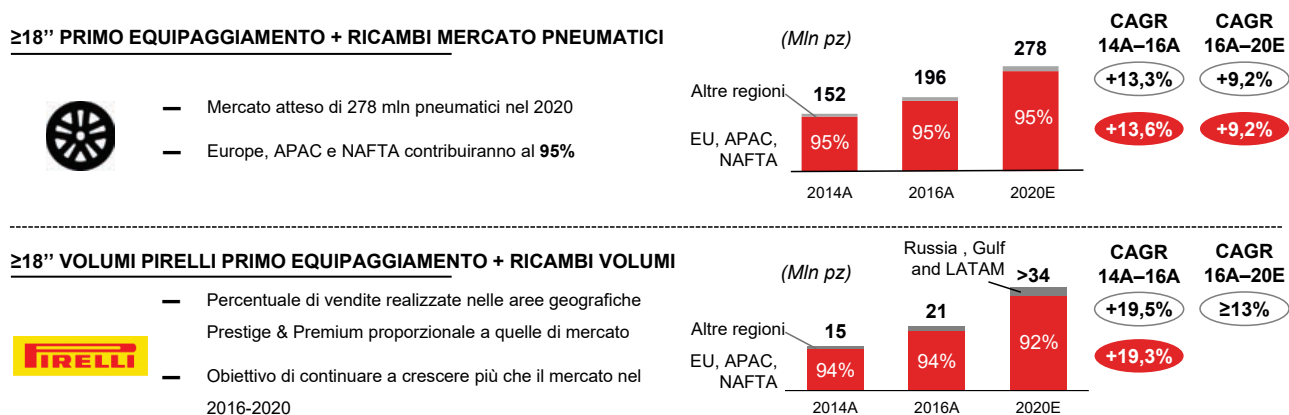 ≥18’’ PRIMO EQUIPAGGIAMENTO + RICAMBI MERCATO PNEUMATICI
— Mercato atteso di 278 mln pneumatici nel 2020
— Europe, APAC e NAFTA contribuiranno al 95%
(Mln pz)
CAGR
14A–16A
CAGR
16A–20E
152
196
278
+13,3%
+9,2%
Altre regioni
EU, APAC,
NAFTA
95%
95%
95%
+13,6%
+9,2%
2014A
2016A
2020E
≥18’’ VOLUMI PIRELLI PRIMO EQUIPAGGIAMENTO + RICAMBI VOLUMI
— Percentuale di vendite realizzate nelle aree geografiche
Prestige & Premium proporzionale a quelle di mercato
— Obiettivo di continuare a crescere più che il mercato nel
2016-2020
PIRELLI
(Mln pz)
Russia , Gulf
and LATAM
CAGR
14A–16A
CAGR
16A–20E
15
21
>34
+19,5%
≥13%
Altre regioni
EU, APAC,
NAFTA
94%
94%
92%
+19,3%
2014A
2016A
2020E